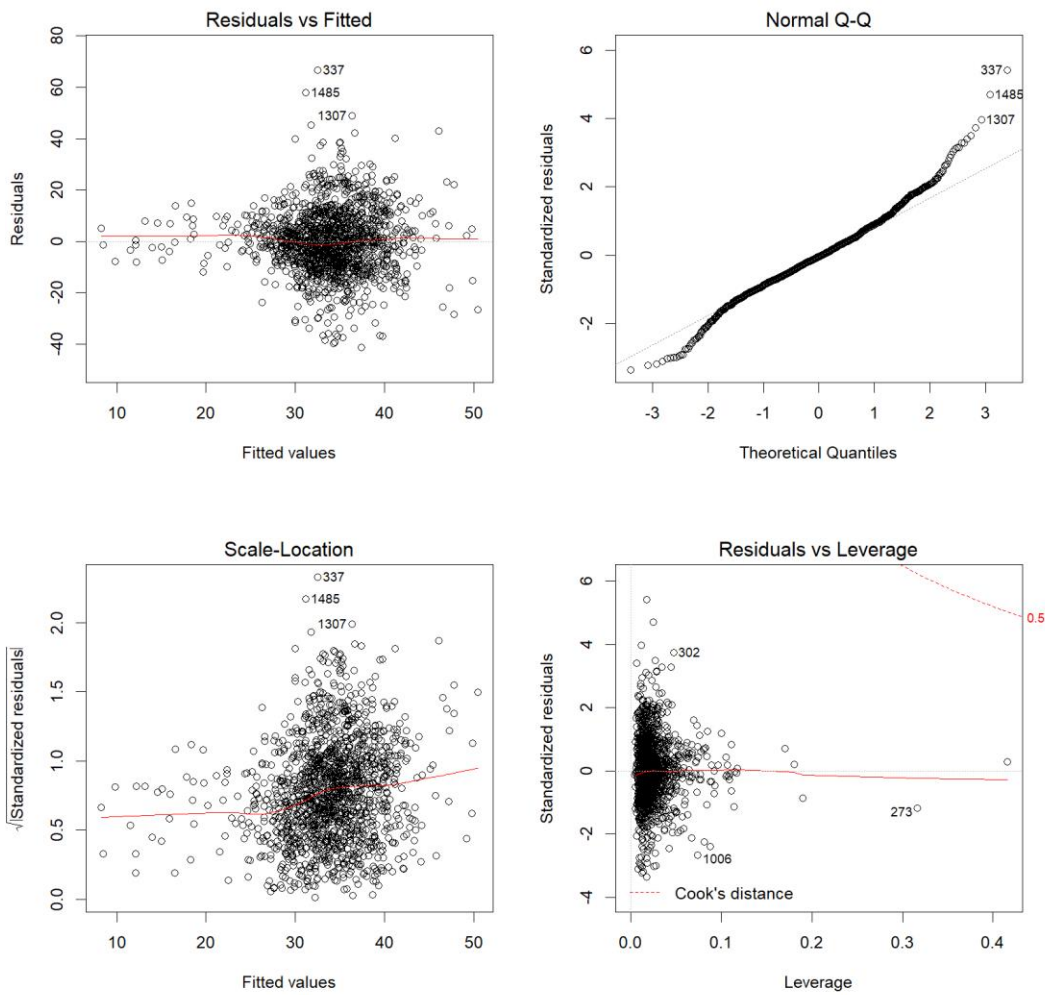 Residuals vs Fitted
Residuals
80
60
40
20
0
-20
-40
337
1485
1307
10 20 30 40 50
Fitted values
Normal Q-Q
Standardized residuals
6
4
2
0
-2
337
1485
1307
-3 -2 -1 0 1 2 3
Theoretical Quantiles
Scale-Location
√|Standardized residuals|
2.0
1.5
1.0
0.5
0.0
337
1485
1307
10 20 30 40 50
Fitted values
Residuals vs Leverage
Standardized residuals
6
4
2
0
-2
-4
0.5
302
273
1006
Cook's distance
0.0 0.1 0.2 0.3 0.4
Leverage